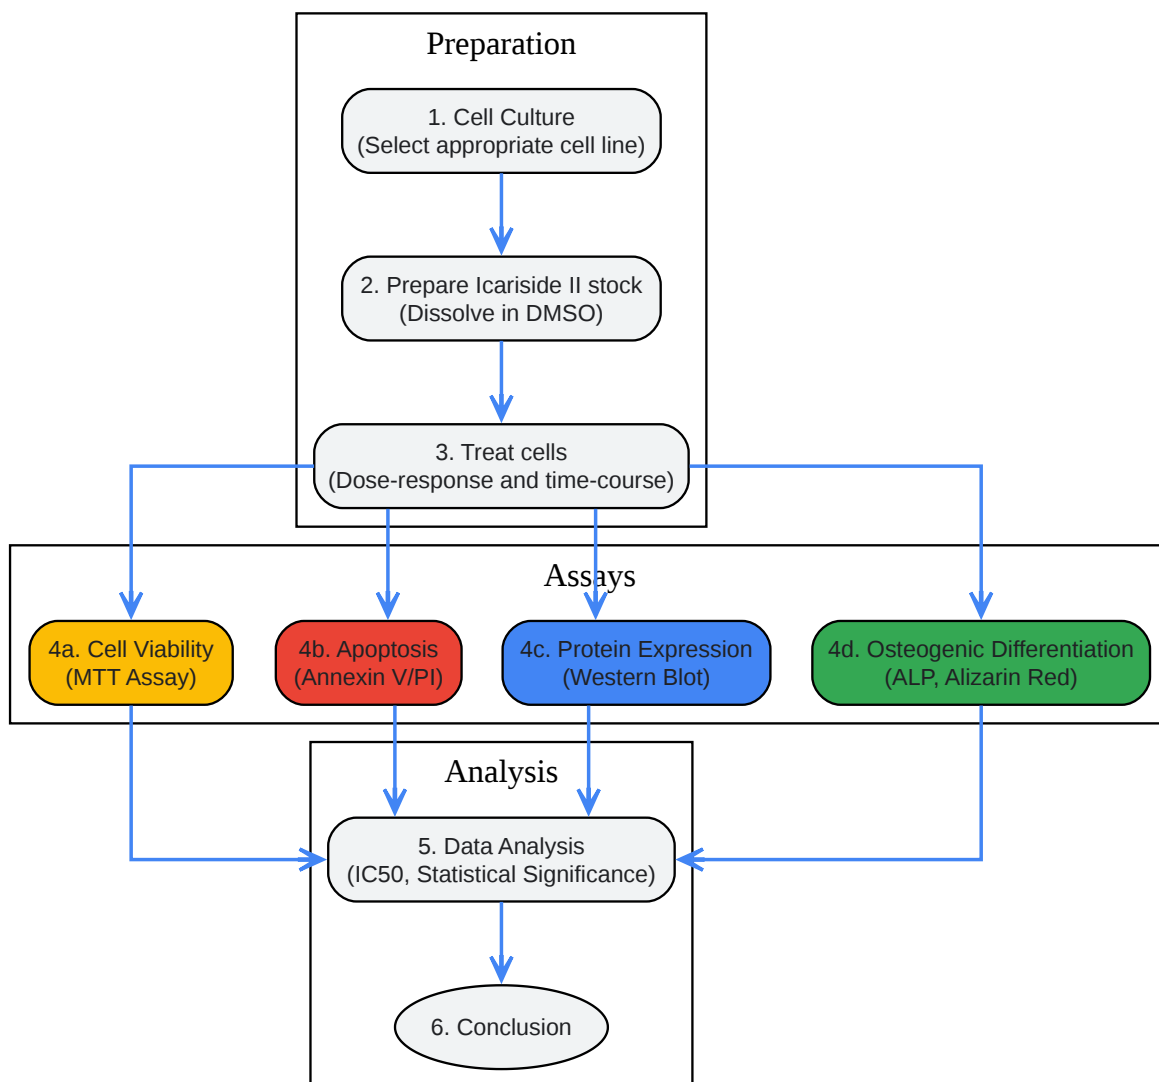 Preparation
1. Cell Culture
(Select appropriate cell line)
2. Prepare Icariside II stock
(Dissolve in DMSO)
3. Treat cells
(Dose-response and time-course)
Assays
4a. Cell Viability
(MTT Assay)
4b. Apoptosis
(Annexin V/PI)
4c. Protein Expression
(Western Blot)
4d. Osteogenic Differentiation
(ALP, Alizarin Red)
Analysis
5. Data Analysis
(IC50, Statistical Significance)
6. Conclusion